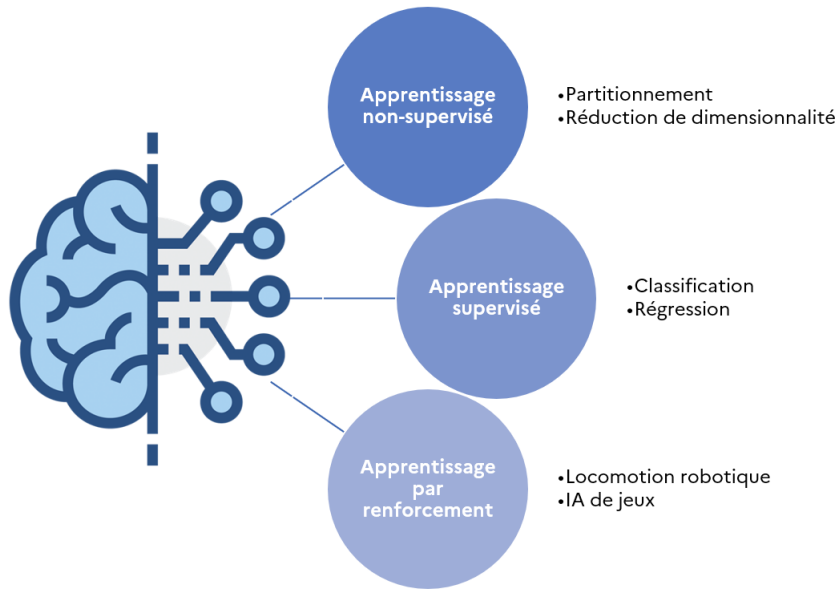 Apprentissage
non-supervisé
•Partitionnement
•Réduction de dimensionnalité
Apprentissage
supervisé
•Classification
•Régression
Apprentissage
par
renforcement
•Locomotion robotique
•IA de jeux